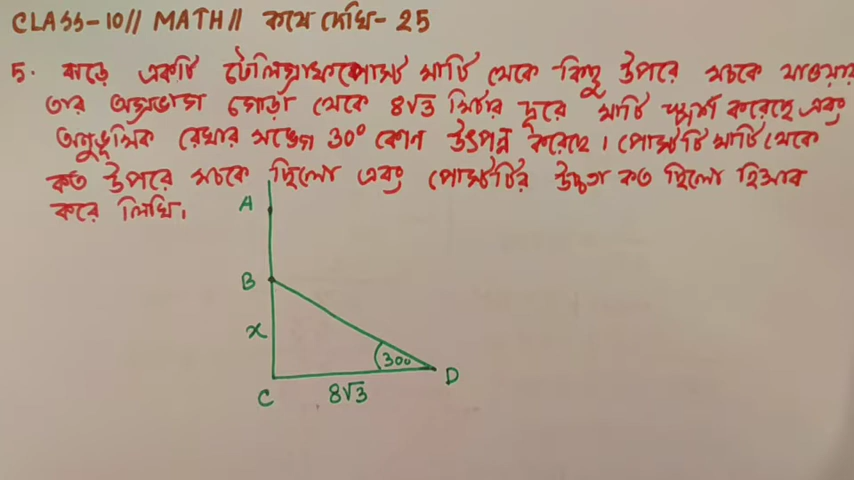 CLASS-10// MATH// কষে দেখি-25
5. ঝড়ে একটি টেলিগ্রাফপোস্ট মাটি থেকে কিছু উপরে মচকে যাওয়ায়
তার অগ্রভাগ গোড়া থেকে 8√3 মিটার দূরে মাটি স্পর্শ করেছে এবং
অনুভূমিক রেখার সঙ্গে 30° কোন উৎপন্ন করেছে। পোস্টটি মাটি থেকে
কত উপরে মচকে ছিলো এবং পোস্টটির উচ্চতা কত ছিলো হিসাব
করে লিখি।
A
B
x
30°
D
C
8√3